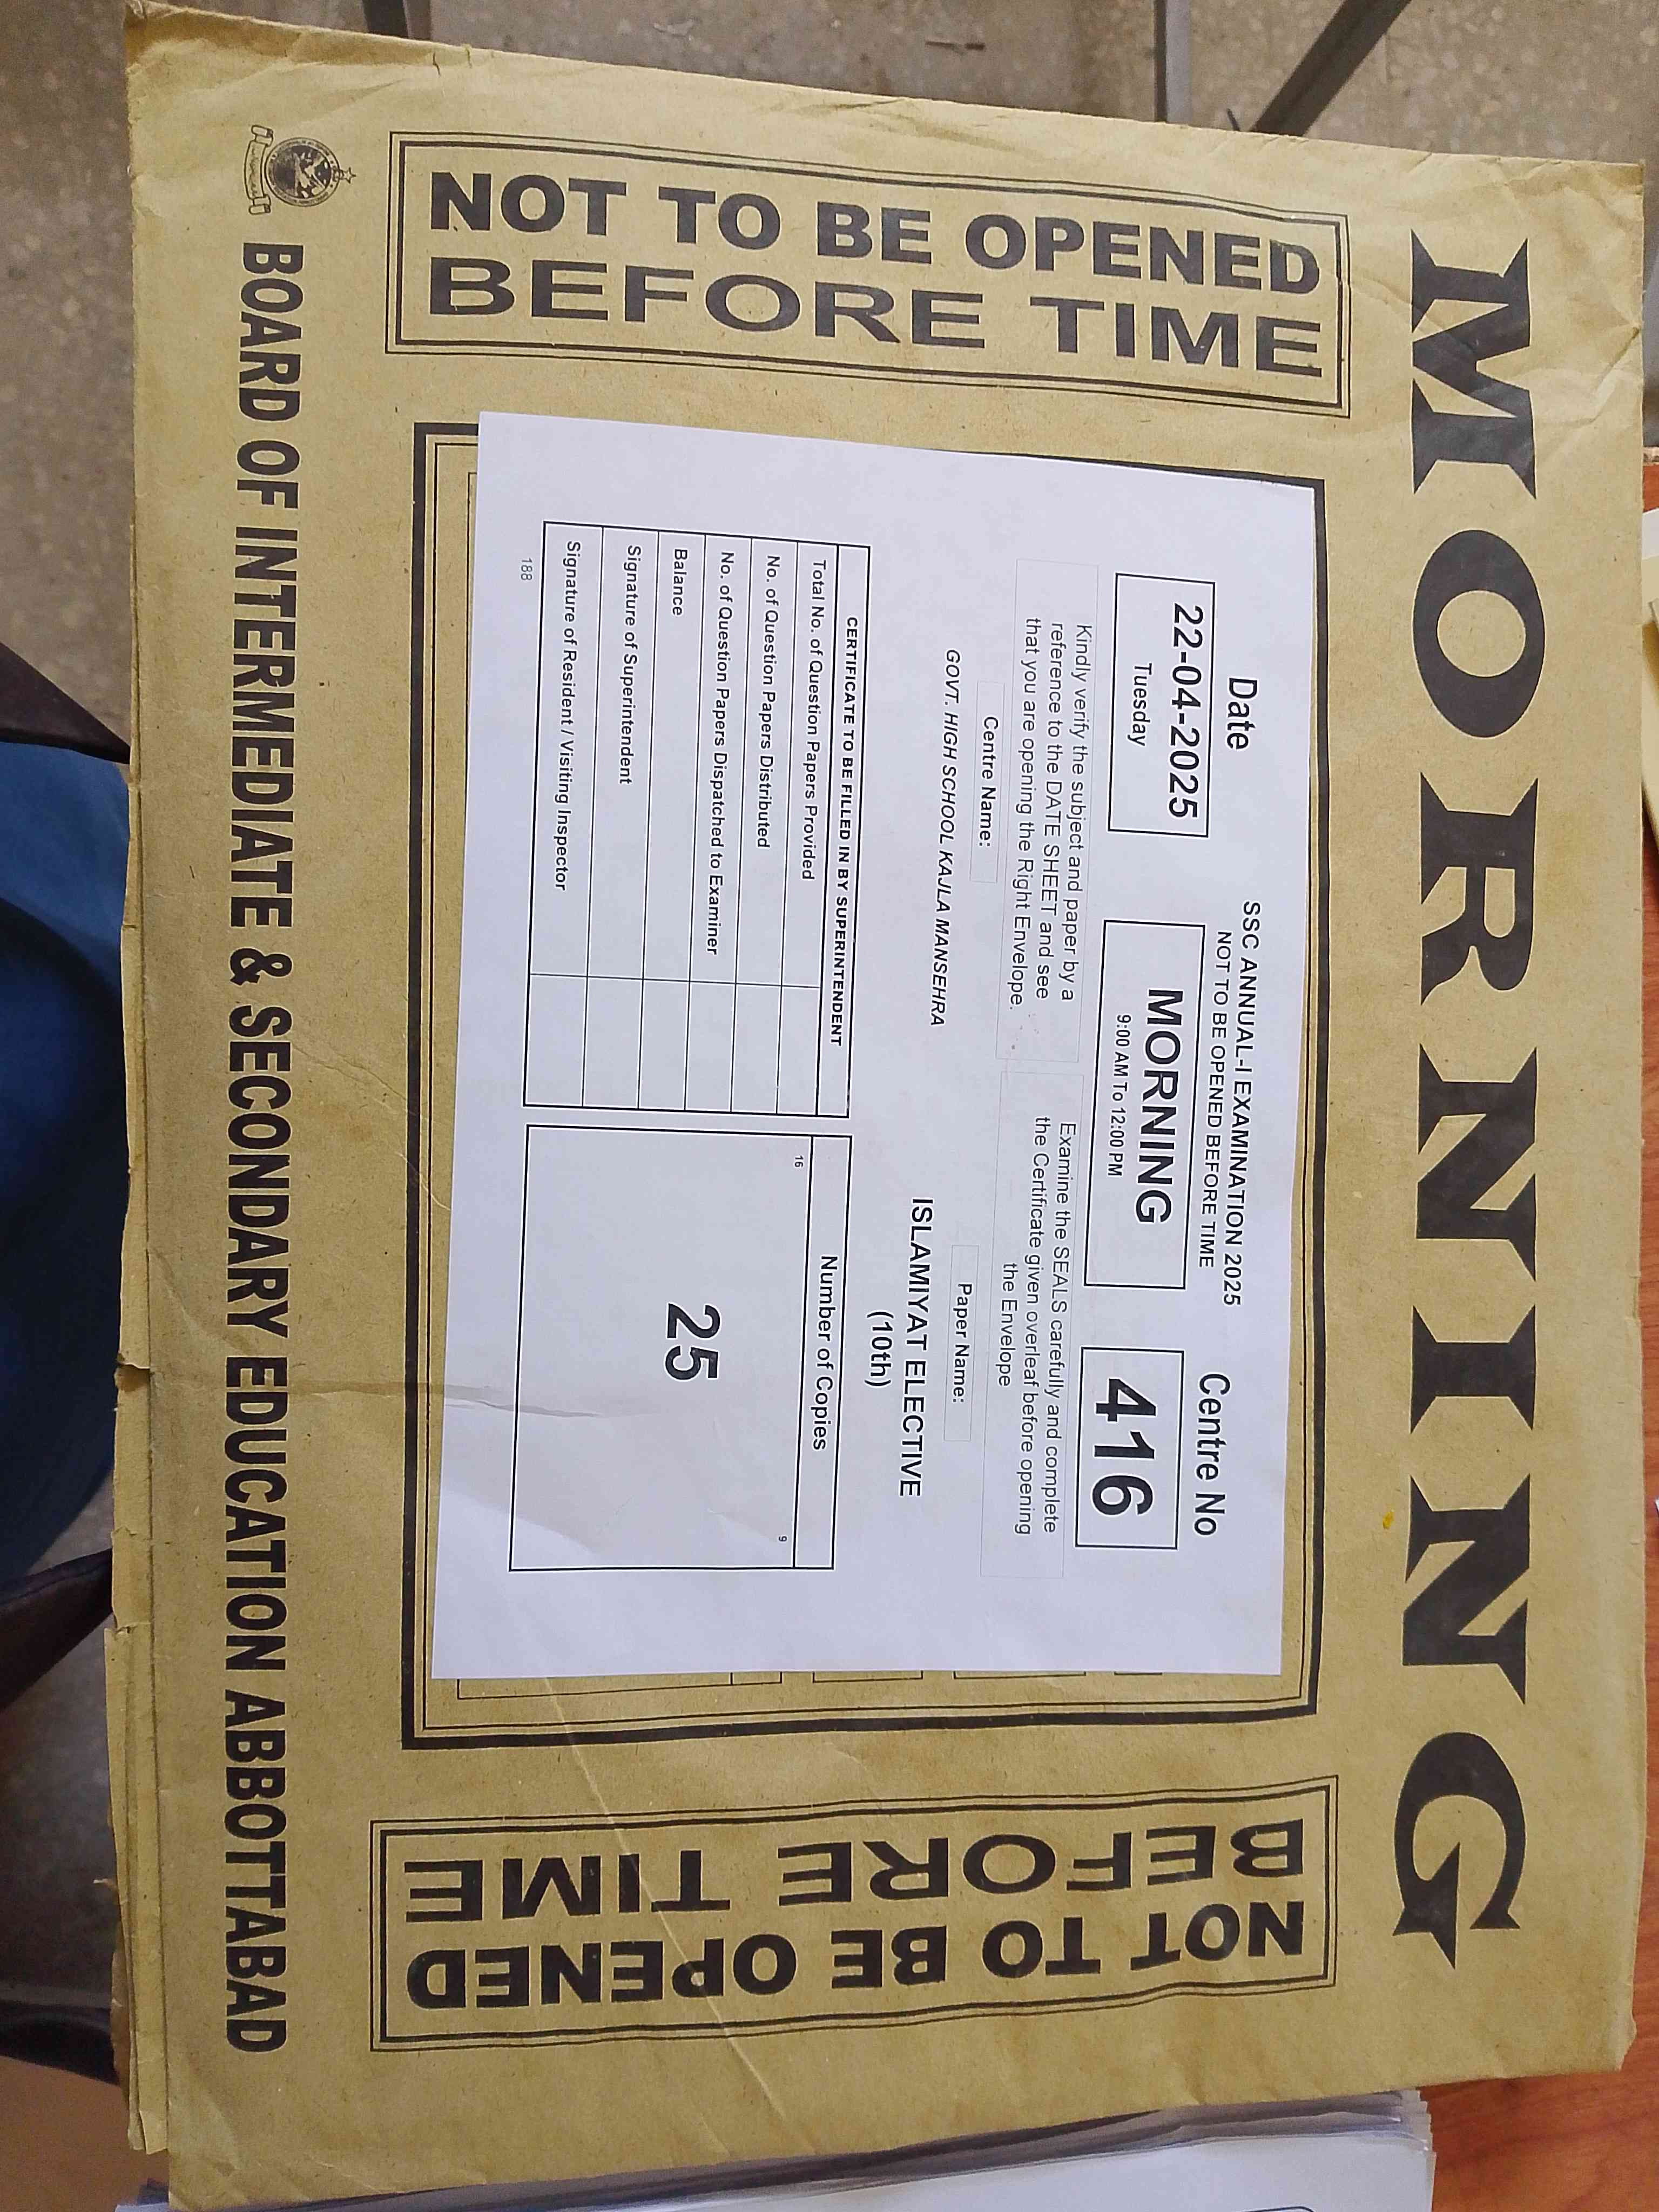 MORNING
NOT TO BE OPENED
BEFORE TIME
SSC ANNUAL-I EXAMINATION 2025
NOT TO BE OPENED BEFORE TIME
Date
22-04-2025
Tuesday
MORNING
9:00 AM To 12:00 PM
Centre No
416
Kindly verify the subject and paper by a
reference to the DATE SHEET and see
that you are opening the Right Envelope.
Examine the SEALS carefully and complete
the Certificate given overleaf before opening
the Envelope
Centre Name:
GOVT. HIGH SCHOOL KAJLA MANSEHRA
Paper Name:
ISLAMIYAT ELECTIVE
(10th)
CERTIFICATE TO BE FILLED IN BY SUPERINTENDENT
Total No. of Question Papers Provided
No. of Question Papers Distributed
No. of Question Papers Dispatched to Examiner
Balance
Signature of Superintendent
Signature of Resident / Visiting Inspector
188
Number of Copies
16
9
25
NOT TO BE OPENED
BEFORE TIME
BOARD OF INTERMEDIATE & SECONDARY EDUCATION ABBOTTABAD